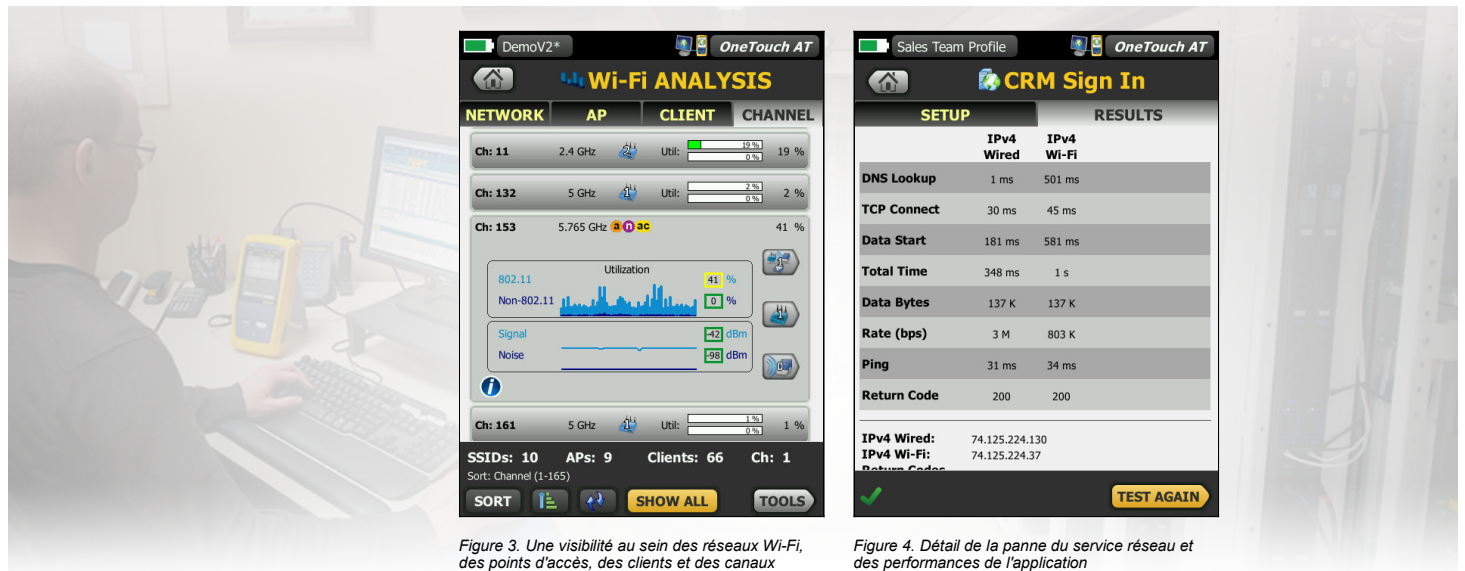 DemoV2*
OneTouch AT
Wi-Fi ANALYSIS
NETWORK AP CLIENT CHANNEL
Ch: 11 2.4 GHz 2 Util: 19 % 0 % 19 %
Ch: 132 5 GHz 1 Util: 2 % 0 % 2 %
Ch: 153 5.765 GHz a n ac 41 %
Utilization
802.11 41 %
Non-802.11 0 %
1
1
Signal -42 dBm
Noise -98 dBm
0
i
Ch: 161 5 GHz 1 Util: 1 % 0 % 1 %
SSIDs: 10 APs: 9 Clients: 66 Ch: 1
Sort: Channel (1-165)
SORT SHOW ALL TOOLS
Figure 3. Une visibilité au sein des réseaux Wi-Fi,
des points d'accès, des clients et des canaux
Sales Team Profile
OneTouch AT
CRM Sign In
SETUP RESULTS
IPv4 IPv4
Wired Wi-Fi
DNS Lookup 1 ms 501 ms
TCP Connect 30 ms 45 ms
Data Start 181 ms 581 ms
Total Time 348 ms 1 s
Data Bytes 137 K 137 K
Rate (bps) 3 M 803 K
Ping 31 ms 34 ms
Return Code 200 200
IPv4 Wired: 74.125.224.130
IPv4 Wi-Fi: 74.125.224.37
Return Codes
TEST AGAIN
Figure 4. Détail de la panne du service réseau et
des performances de l'application